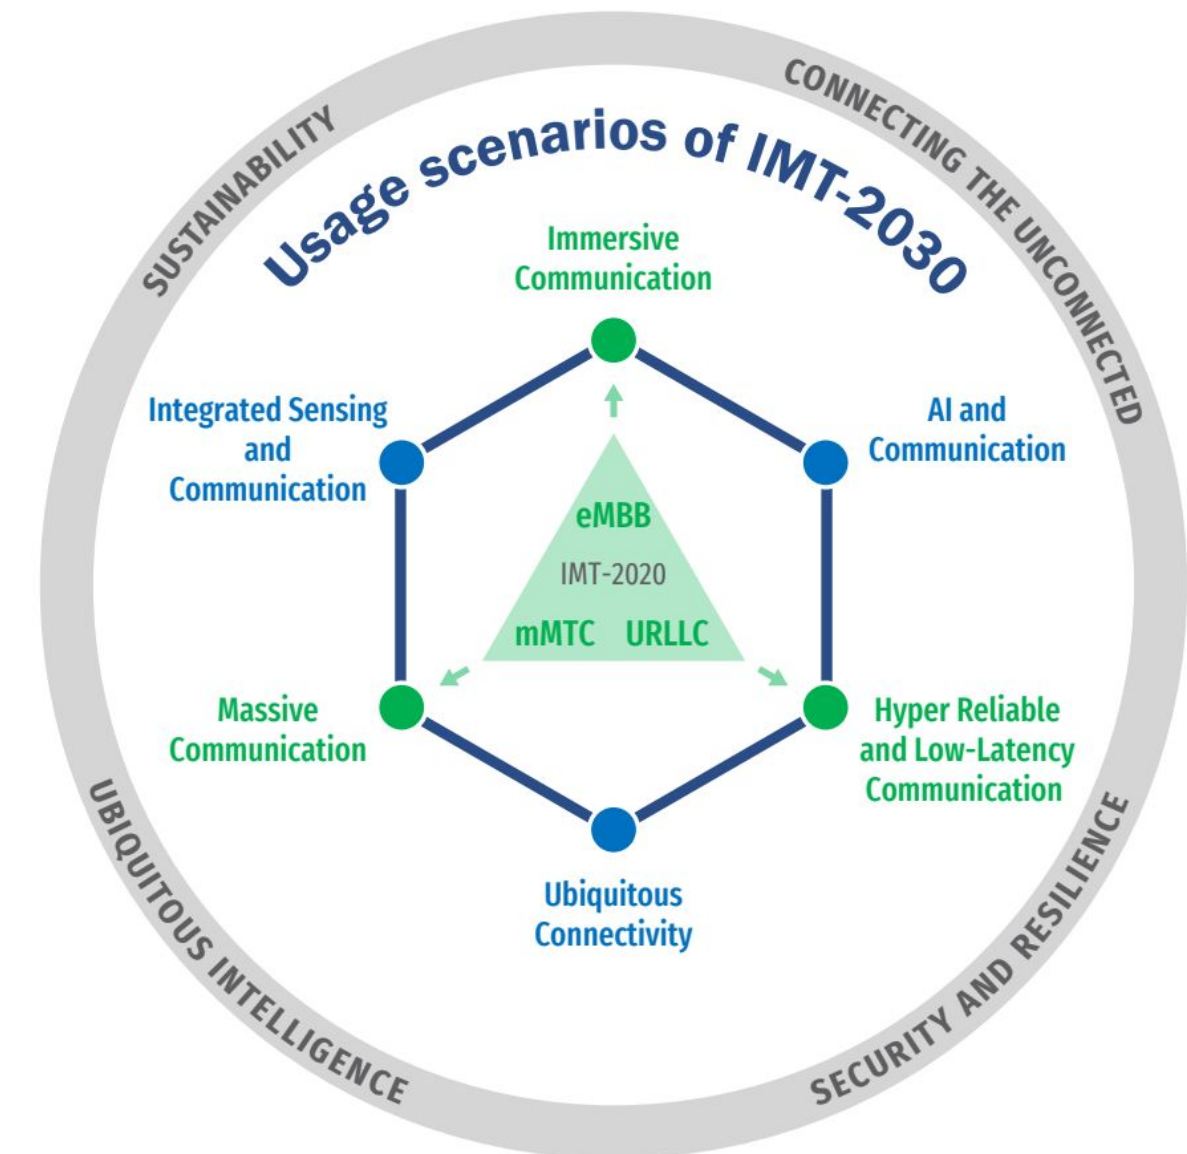 SUSTAINABILITY
CONNECTING THE UNCONNECTED
Usage scenarios of IMT-2030
Immersive
Communication
Integrated Sensing
and
Communication
AI and
Communication
eMBB
IMT-2020
mMTC URLLC
Massive
Communication
Hyper Reliable
and Low-Latency
Communication
Ubiquitous
Connectivity
UBIQUITOUS INTELLIGENCE
SECURITY AND RESILIENCE